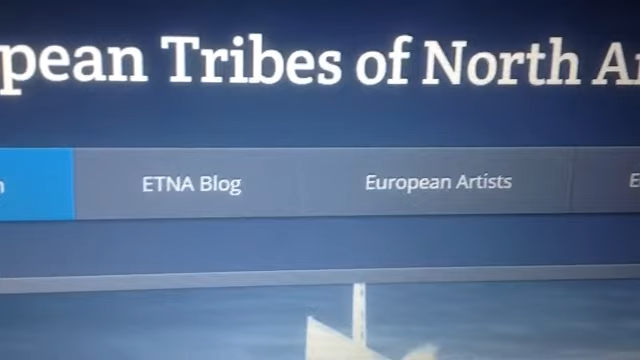 pean Tribes of North A
ETNA Blog
European Artists